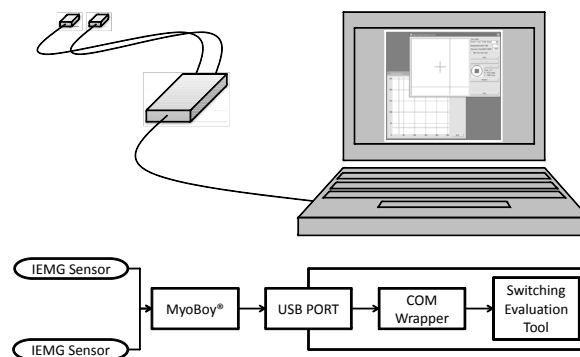 IEMG Sensor
MyoBoy®
USB PORT
COM
Wrapper
Switching
Evaluation
Tool
IEMG Sensor